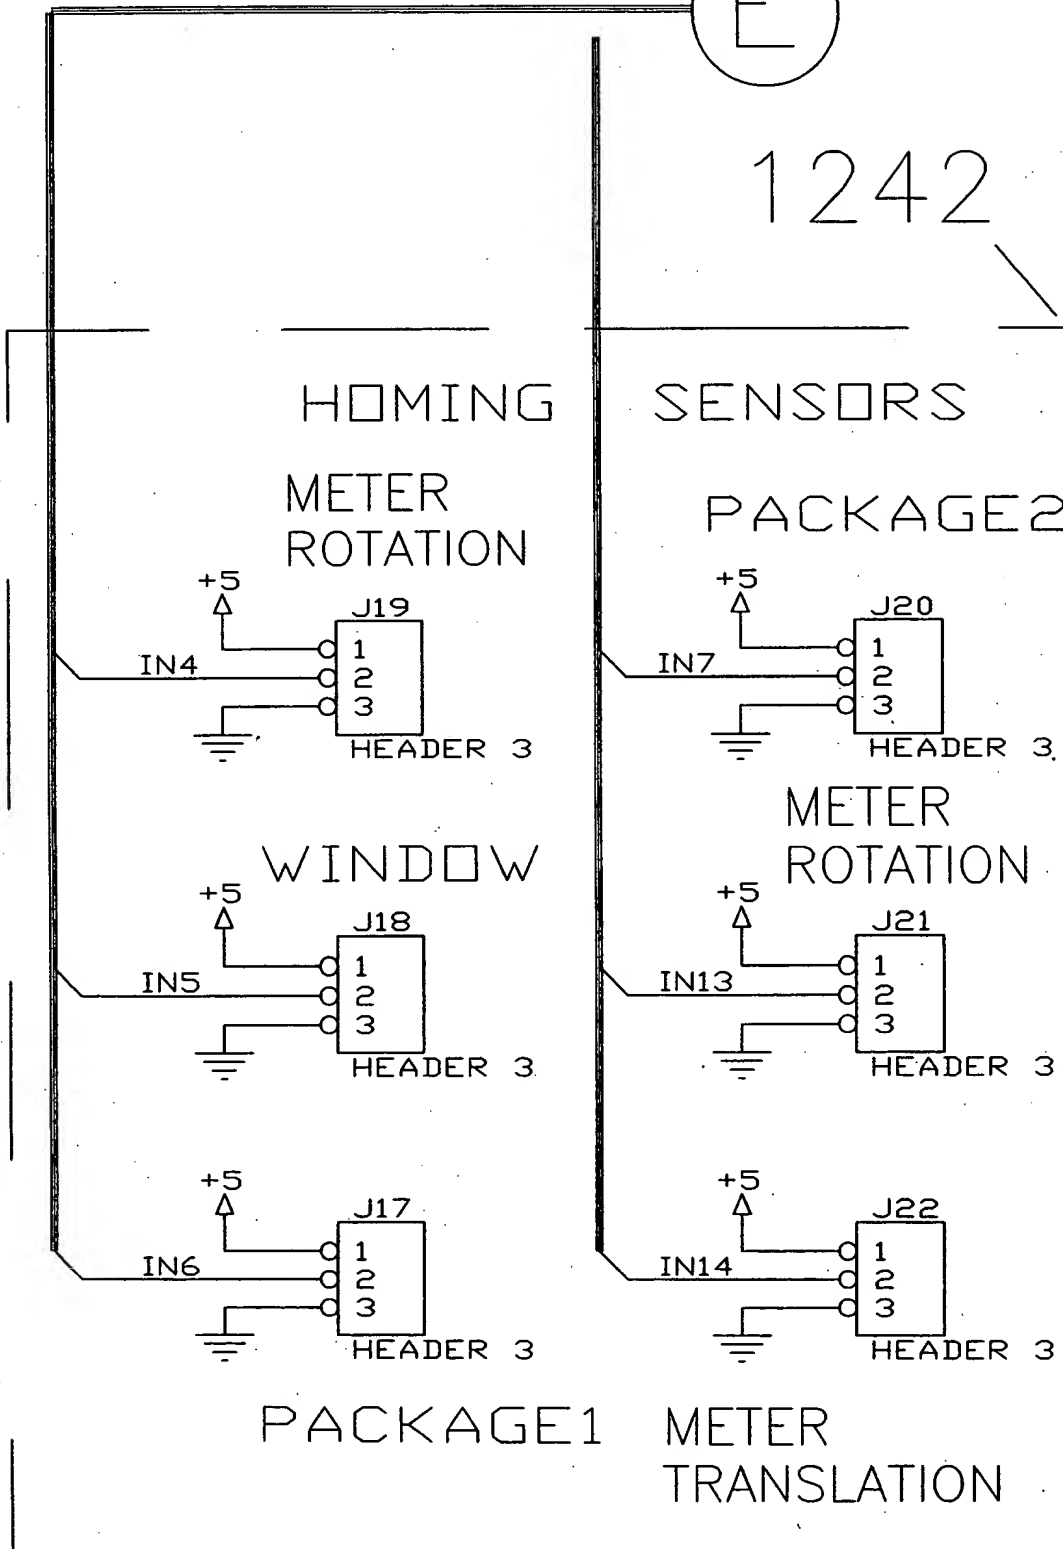 E
1242
HOMING SENSORS
METER
ROTATION
+5
J19
IN4
1
2
3
HEADER 3
PACKAGE2
+5
J20
IN7
1
2
3
HEADER 3
WINDOW
+5
J18
IN5
1
2
3
HEADER 3
METER
ROTATION
+5
J21
IN13
1
2
3
HEADER 3
+5
J17
IN6
1
2
3
HEADER 3
PACKAGE1
+5
J22
IN14
1
2
3
HEADER 3
METER
TRANSLATION